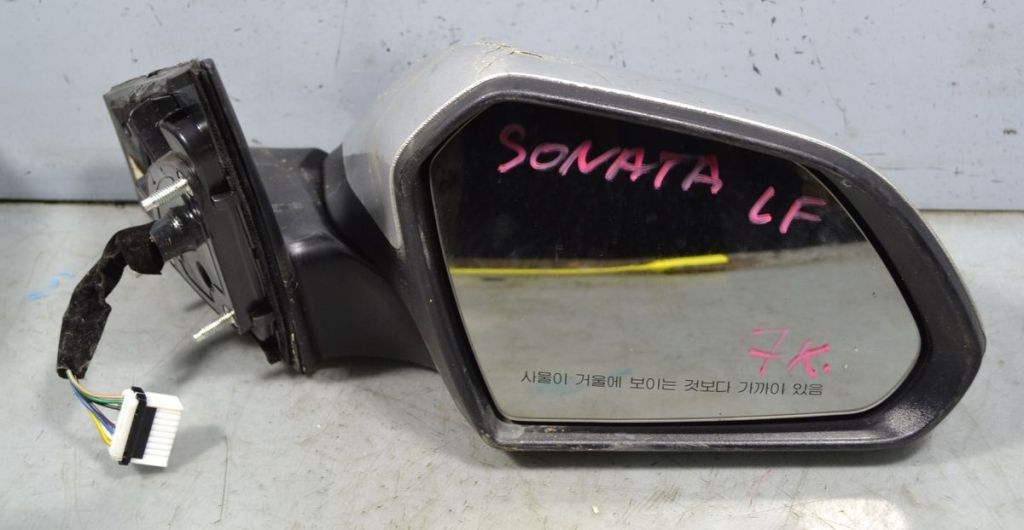 SONATA LF
7K.
사물이 거울에 보이는 것보다 가까이 있음